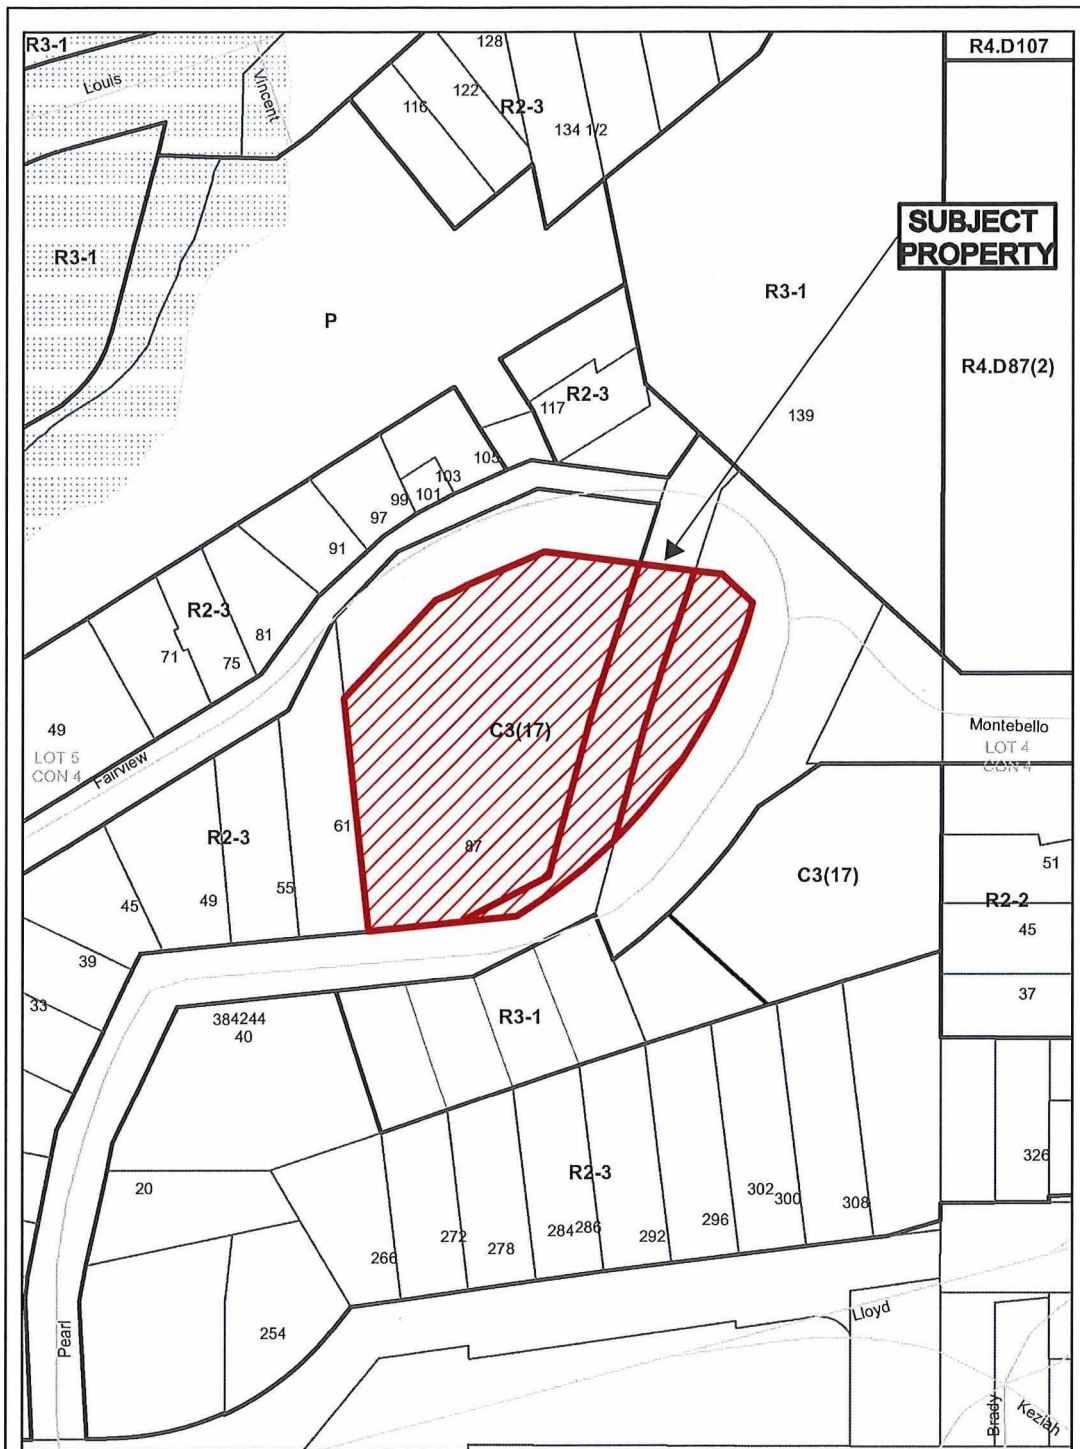 R3-1
128
R4.D107
Louis
Vincent
122
116
R2-3
134 1/2
SUBJECT
PROPERTY
R3-1
R3-1
P
R4.D87(2)
R2-3
117
139
105
103
99
101
97
91
R2-3
81
71
75
49
C3(17)
Montebello
LOT 5
CON 4
LOT 4
CON 4
Fairview
61
R2-3
87
51
C3(17)
55
R2-2
49
45
45
39
37
33
384244
40
R3-1
326
R2-3
20
302
300
308
296
284
286
292
272
278
266
Lloyd
254
Pearl
Brady
Keziah